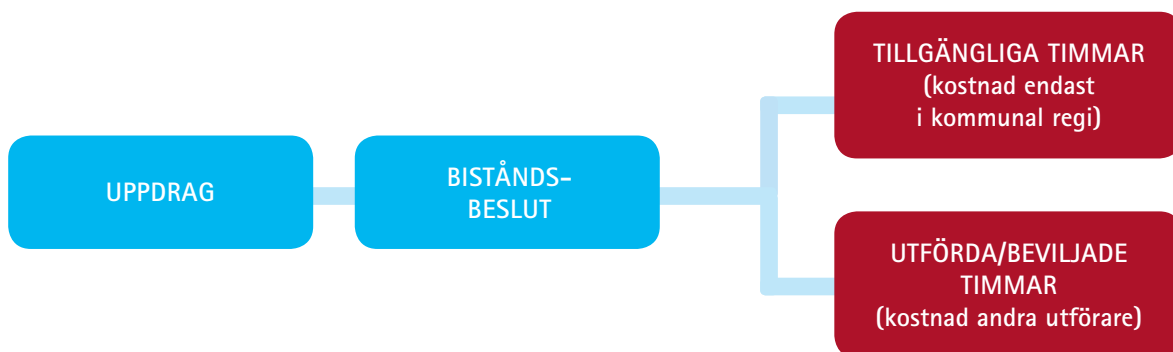 UPPDRAG
BISTÅNDS-
BESLUT
TILLGÄNGLIGA TIMMAR
(kostnad endast
i kommunal regi)
UTFÖRDA/BEVILJADE
TIMMAR
(kostnad andra utförare)